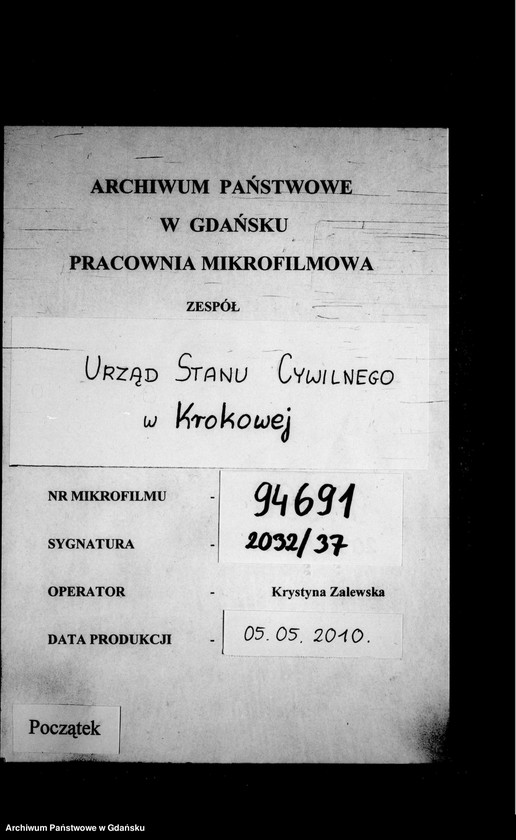 ARCHIWUM PAŃSTWOWE
W GDAŃSKU
PRACOWNIA MIKROFILMOWA
ZESPÓŁ
URZĄD STANU CYWILNEGO
w Krokowej
NR MIKROFILMU - 94691
SYGNATURA - 2032/37
OPERATOR - Krystyna Zalewska
DATA PRODUKCJI - 05.05.2010.
Początek
Archiwum Państwowe w Gdańsku